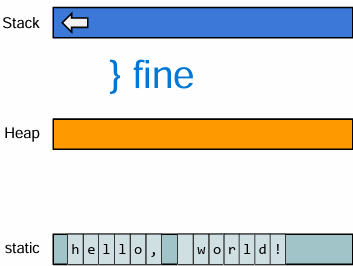 Stack
} fine
Heap
static hello, world!